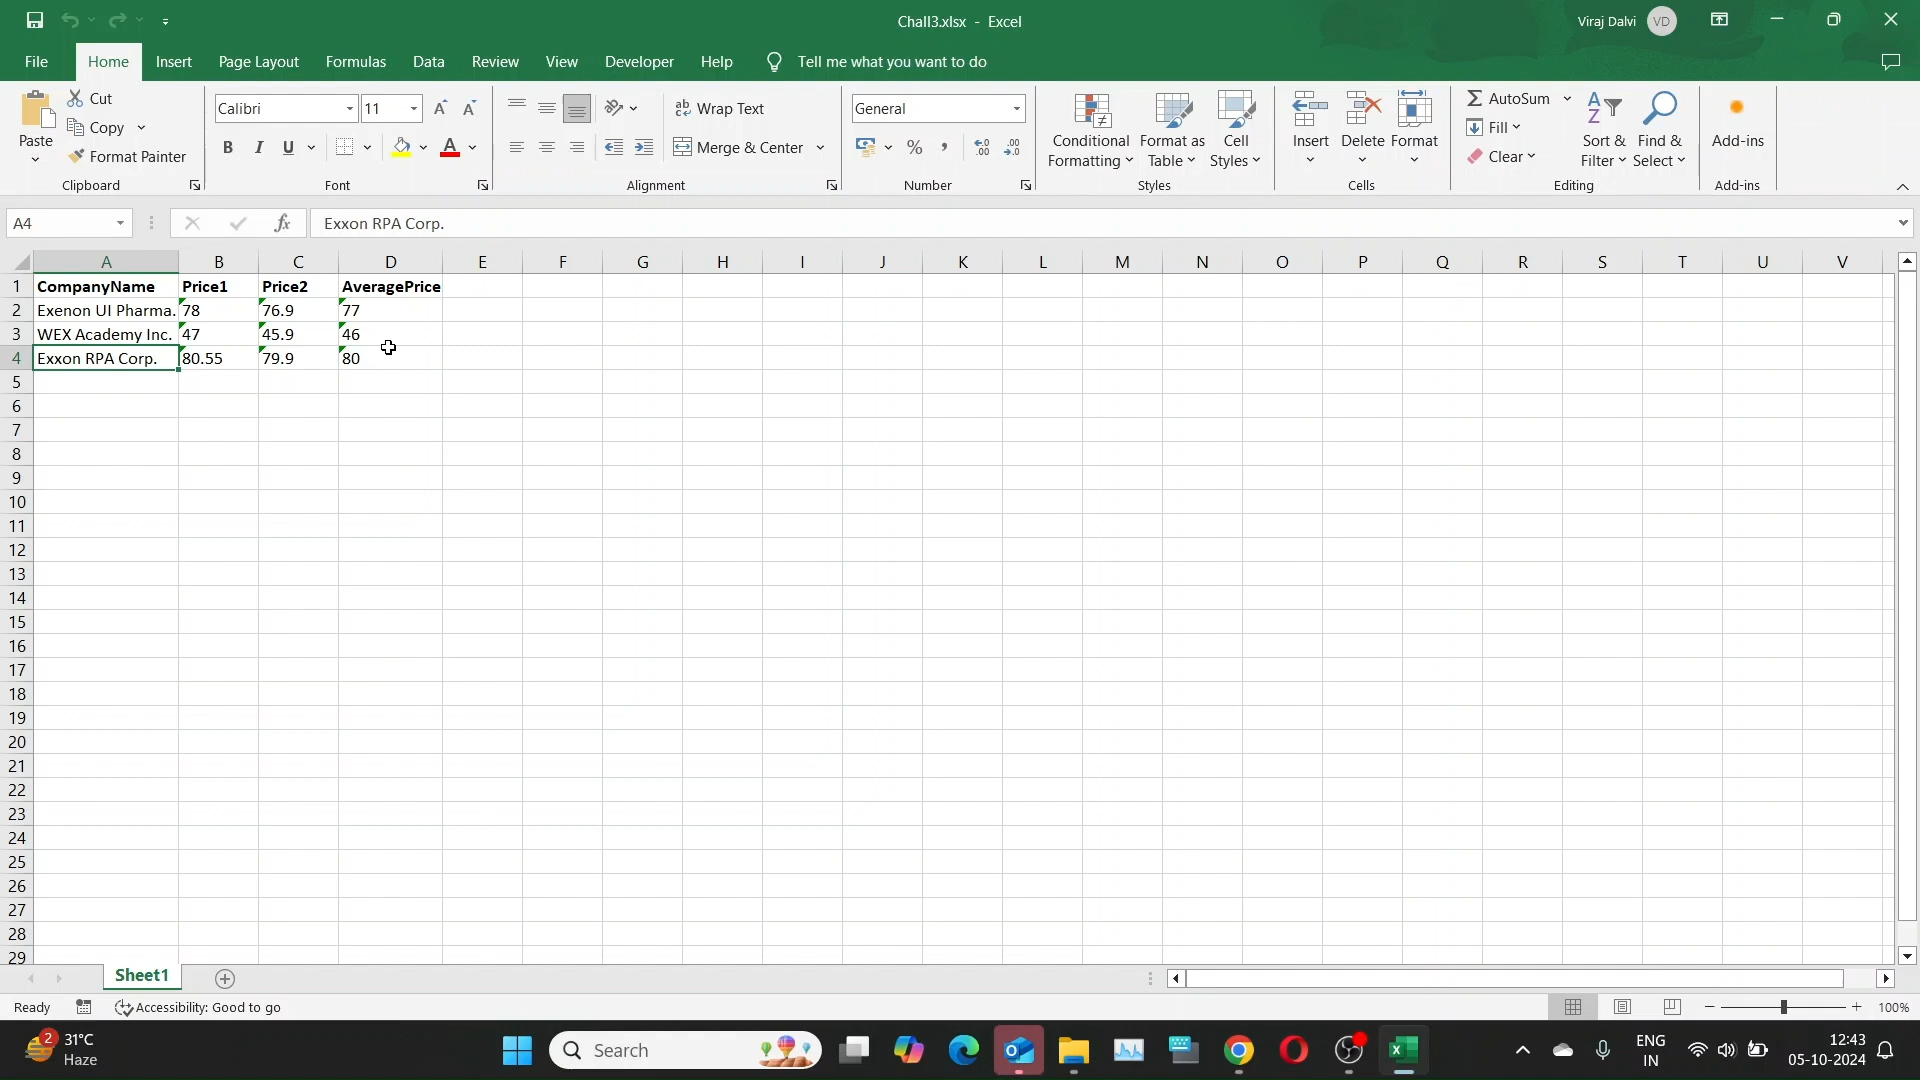 Chall3.xlsx - Excel
Viraj Dalvi VD
File Home Insert Page Layout Formulas Data Review View Developer Help Tell me what you want to do
Paste
Cut
Copy
Format Painter
Clipboard
Calibri 11
B I U A
Font
ab Wrap Text
Merge & Center
Alignment
General
% ,
Number
Conditional Formatting
Format as Table
Cell Styles
Styles
Insert Delete Format
Cells
AutoSum
Fill
Clear
Sort & Filter
Find & Select
Editing
Add-ins
Add-ins
A4 fx Exxon RPA Corp.
A B C D E F G H I J K L M N O P Q R S T U V
1 CompanyName Price1 Price2 AveragePrice
2 Exenon UI Pharma. 78 76.9 77
3 WEX Academy Inc. 47 45.9 46
4 Exxon RPA Corp. 80.55 79.9 80
5
6
7
8
9
10
11
12
13
14
15
16
17
18
19
20
21
22
23
24
25
26
27
28
29
Sheet1
Ready Accessibility: Good to go 100%
2 31°C
Haze
Search
ENG
IN
12:43
05-10-2024